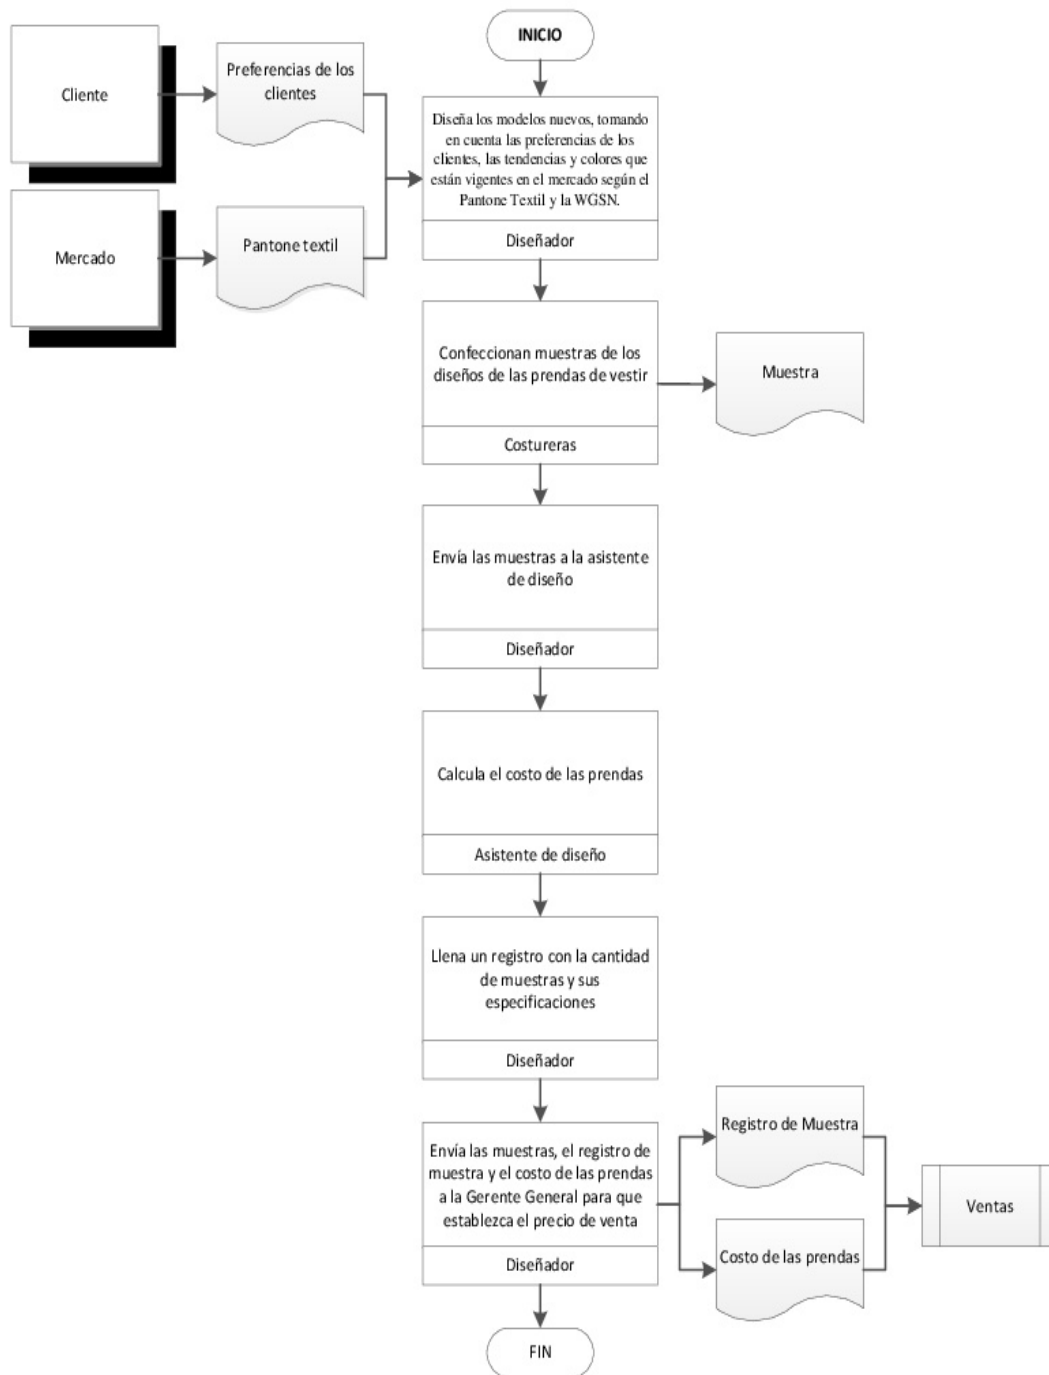 INICIO
Cliente
Preferencias de los
clientes
Diseña los modelos nuevos, tomando
en cuenta las preferencias de los
clientes, las tendencias y colores que
están vigentes en el mercado según el
Pantone Textil y la WGSN.
Diseñador
Mercado
Pantone textil
Confeccionan muestras de los
diseños de las prendas de vestir
Costureras
Muestra
Envía las muestras a la asistente
de diseño
Diseñador
Calcula el costo de las prendas
Asistente de diseño
Llena un registro con la cantidad
de muestras y sus
especificaciones
Diseñador
Envía las muestras, el registro de
muestra y el costo de las prendas
a la Gerente General para que
establezca el precio de venta
Diseñador
Registro de Muestra
Costo de las prendas
Ventas
FIN